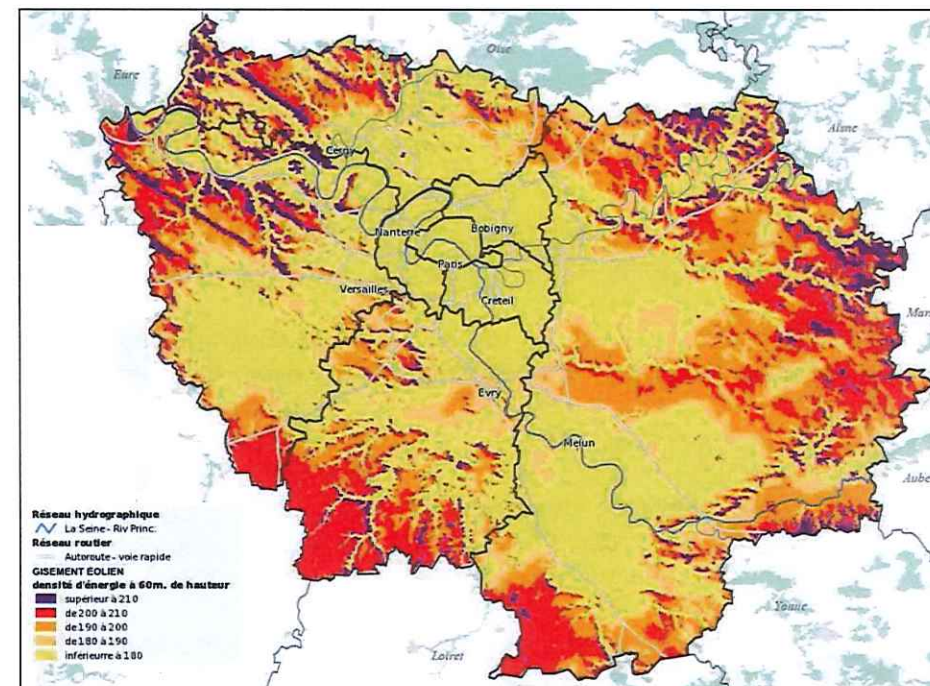 Oise
Eure
Aisne
Cergy
Nanterre
Bobigny
Paris
Versailles
Creteil
Mar
Evry
Melun
Aube
Yonne
Loiret
Réseau hydrographique
La Seine - Riv Princ.
Réseau routier
Autoroute - voie rapide
GISEMENT ÉOLIEN
densité d'énergie à 60m. de hauteur
supérieur à 210
de 200 à 210
de 190 à 200
de 180 à 190
inférieurre à 180